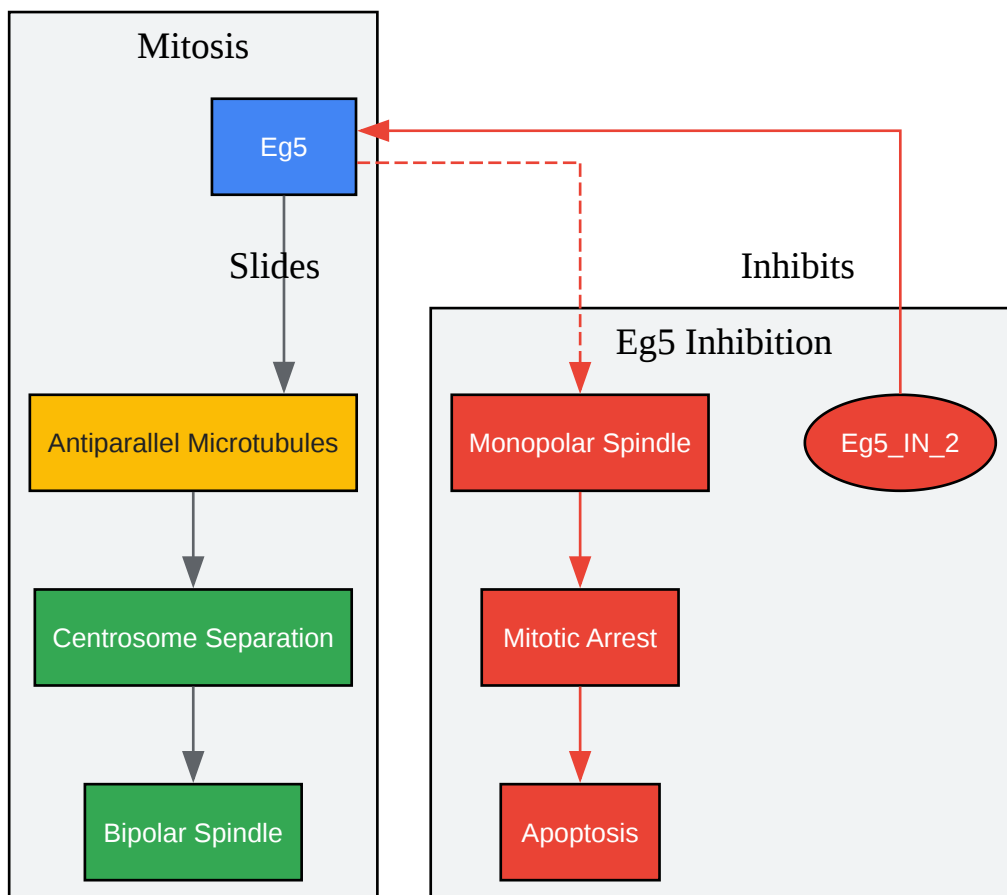 Mitosis
Eg5
Slides
Inhibits
Eg5 Inhibition
Antiparallel Microtubules
Monopolar Spindle
Eg5_IN_2
Centrosome Separation
Mitotic Arrest
Bipolar Spindle
Apoptosis